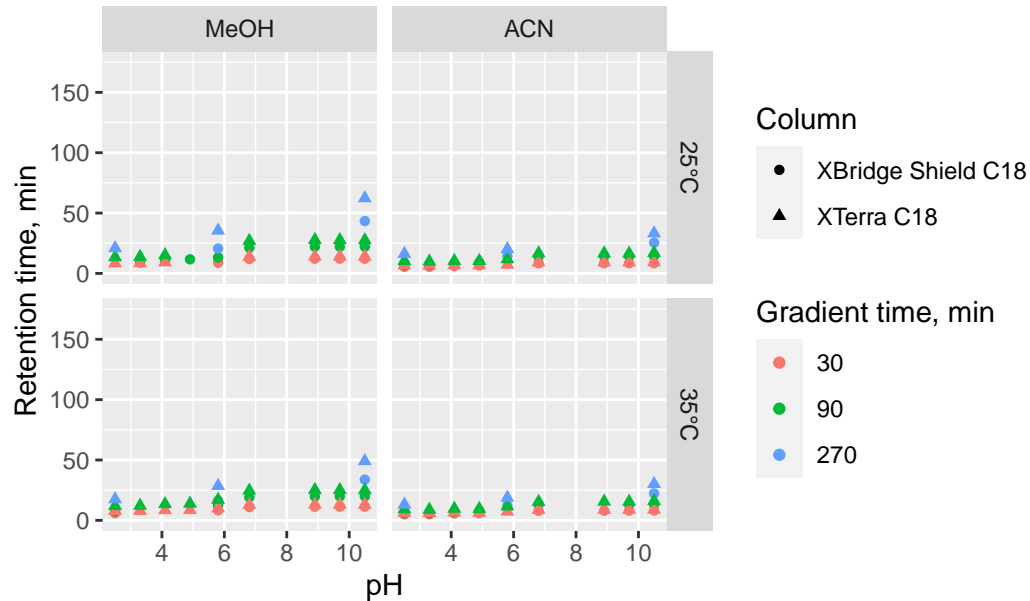 MeOH
ACN
150
100
50
0
25°C
150
100
50
0
35°C
4 6 8 10
4 6 8 10
pH
Retention time, min
Column
XBridge Shield C18
XTerra C18
Gradient time, min
30
90
270